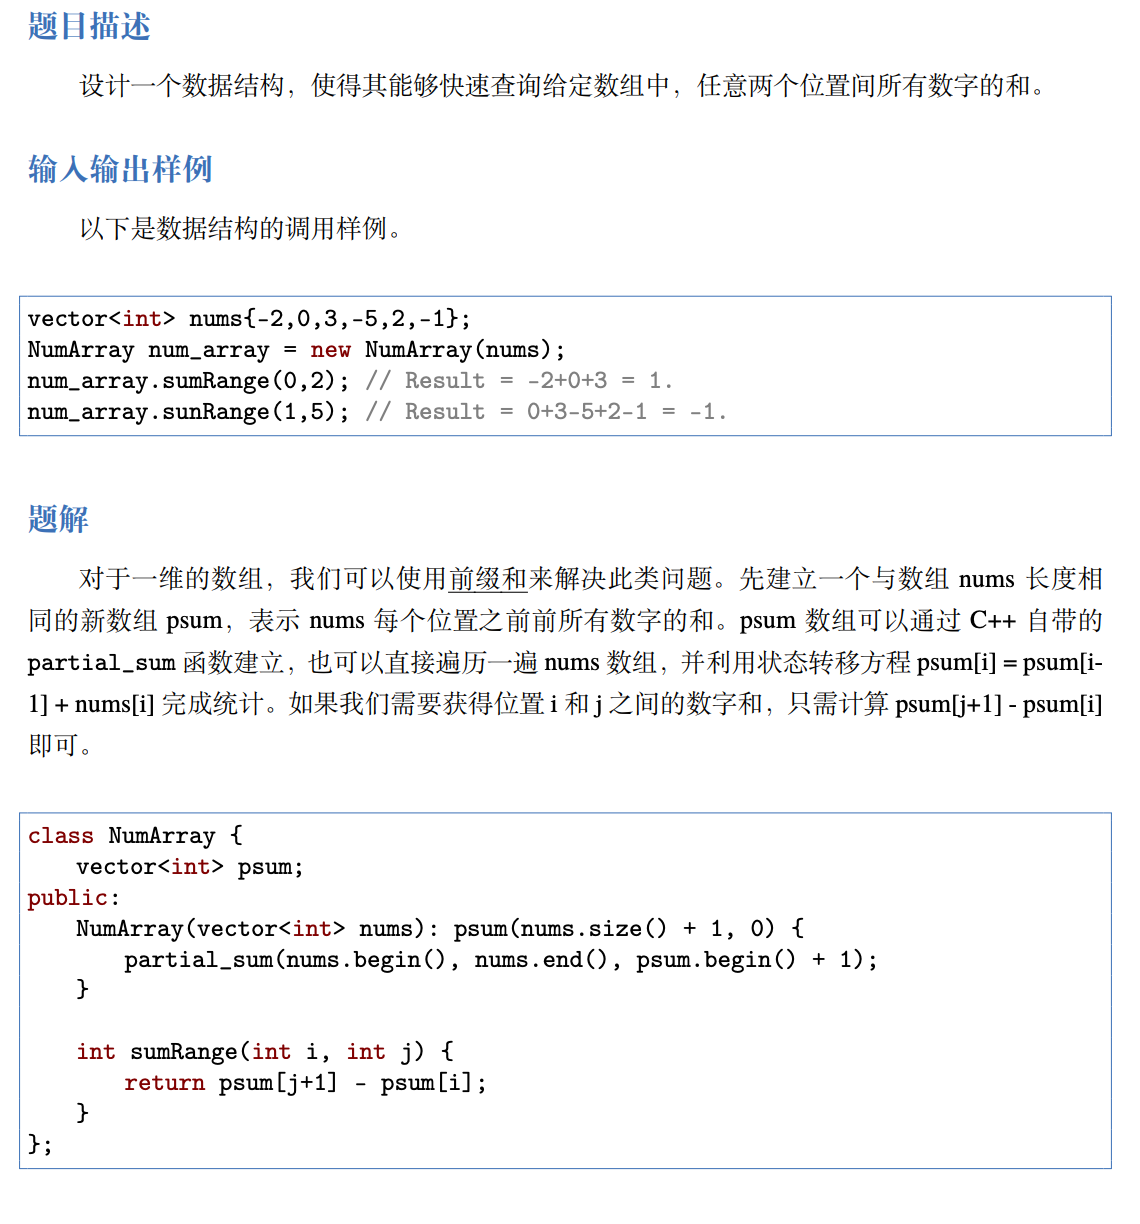 题目描述
设计一个数据结构，使得其能够快速查询给定数组中，任意两个位置间所有数字的和。
输入输出样例
以下是数据结构的调用样例。
vector<int> nums{-2,0,3,-5,2,-1};
NumArray num_array = new NumArray(nums);
num_array.sumRange(0,2); // Result = -2+0+3 = 1.
num_array.sunRange(1,5); // Result = 0+3-5+2-1 = -1.
题解
对于一维的数组，我们可以使用前缀和来解决此类问题。先建立一个与数组 nums 长度相
同的新数组 psum，表示 nums 每个位置之前前所有数字的和。psum 数组可以通过 C++ 自带的
partial_sum 函数建立，也可以直接遍历一遍 nums 数组，并利用状态转移方程 psum[i] = psum[i-
1] + nums[i] 完成统计。如果我们需要获得位置 i 和 j 之间的数字和，只需计算 psum[j+1] - psum[i]
即可。
class NumArray {
    vector<int> psum;
public:
    NumArray(vector<int> nums): psum(nums.size() + 1, 0) {
        partial_sum(nums.begin(), nums.end(), psum.begin() + 1);
    }
    int sumRange(int i, int j) {
        return psum[j+1] - psum[i];
    }
};